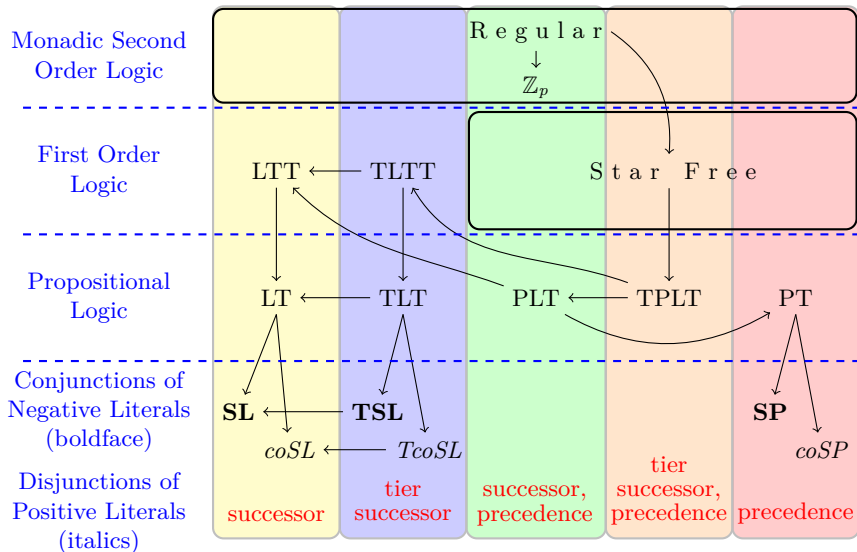 Monadic Second
Order Logic
Regular
ℤp
First Order
Logic
LTT
TLTT
Star Free
Propositional
Logic
LT
TLT
PLT
TPLT
PT
Conjunctions of
Negative Literals
(boldface)
SL
TSL
SP
coSL
TcoSL
coSP
Disjunctions of
Positive Literals
(italics)
successor
tier
successor
successor,
precedence
tier
successor,
precedence
precedence